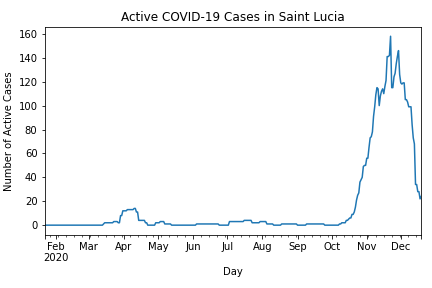 Active COVID-19 Cases in Saint Lucia
Number of Active Cases
160
140
120
100
80
60
40
20
0
Feb Mar Apr May Jun Jul Aug Sep Oct Nov Dec
2020
Day